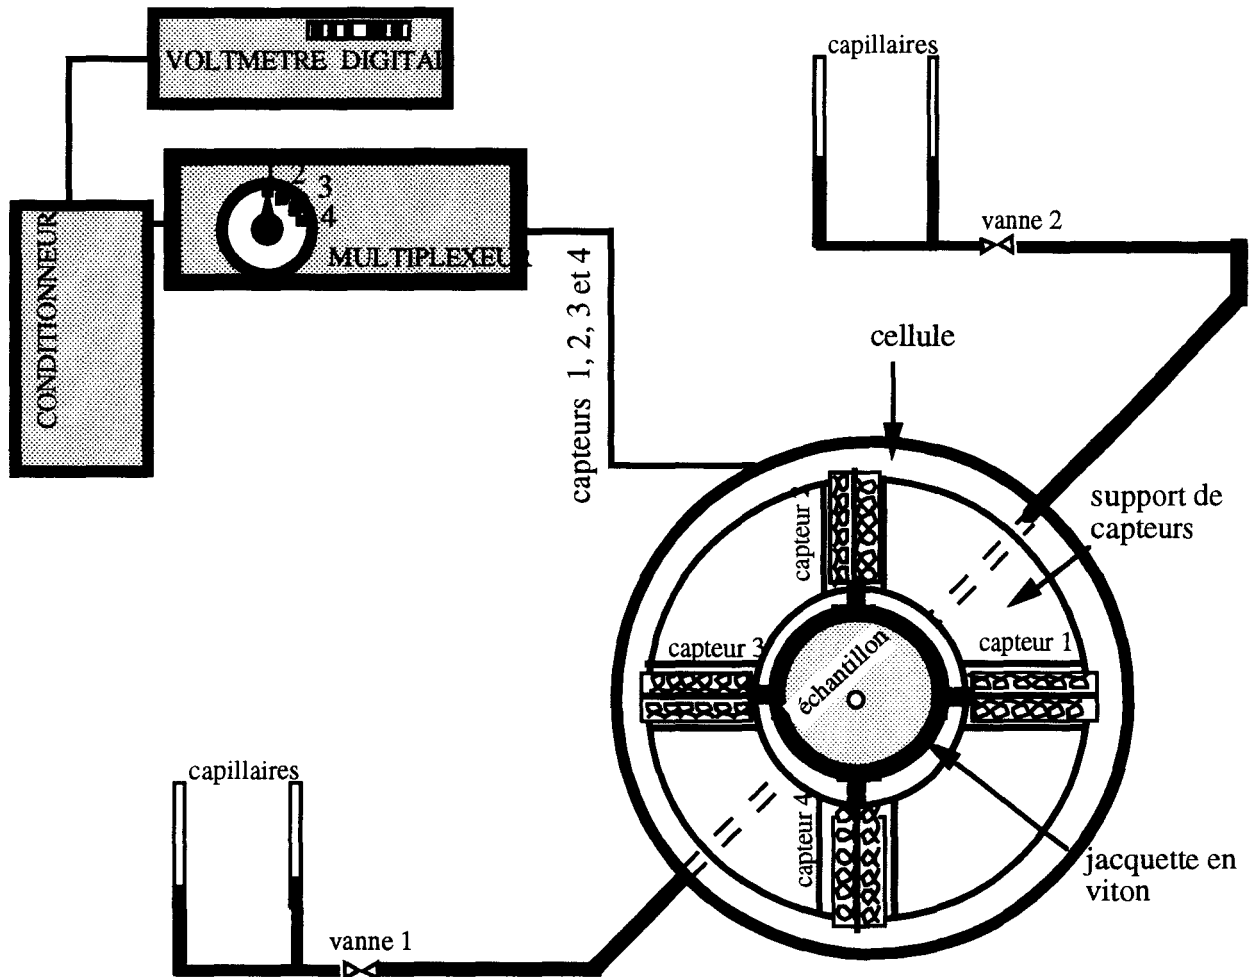 VOLTMETRE DIGITAL
capillaires
1 2 3 4
MULTIPLEXEUR
CONDITIONNEUR
vanne 2
capteurs 1, 2, 3 et 4
cellule
support de
capteurs
capteur 2
capteur 3
capteur 1
échantillon
capteur 4
capillaires
jacquette en
viton
vanne 1